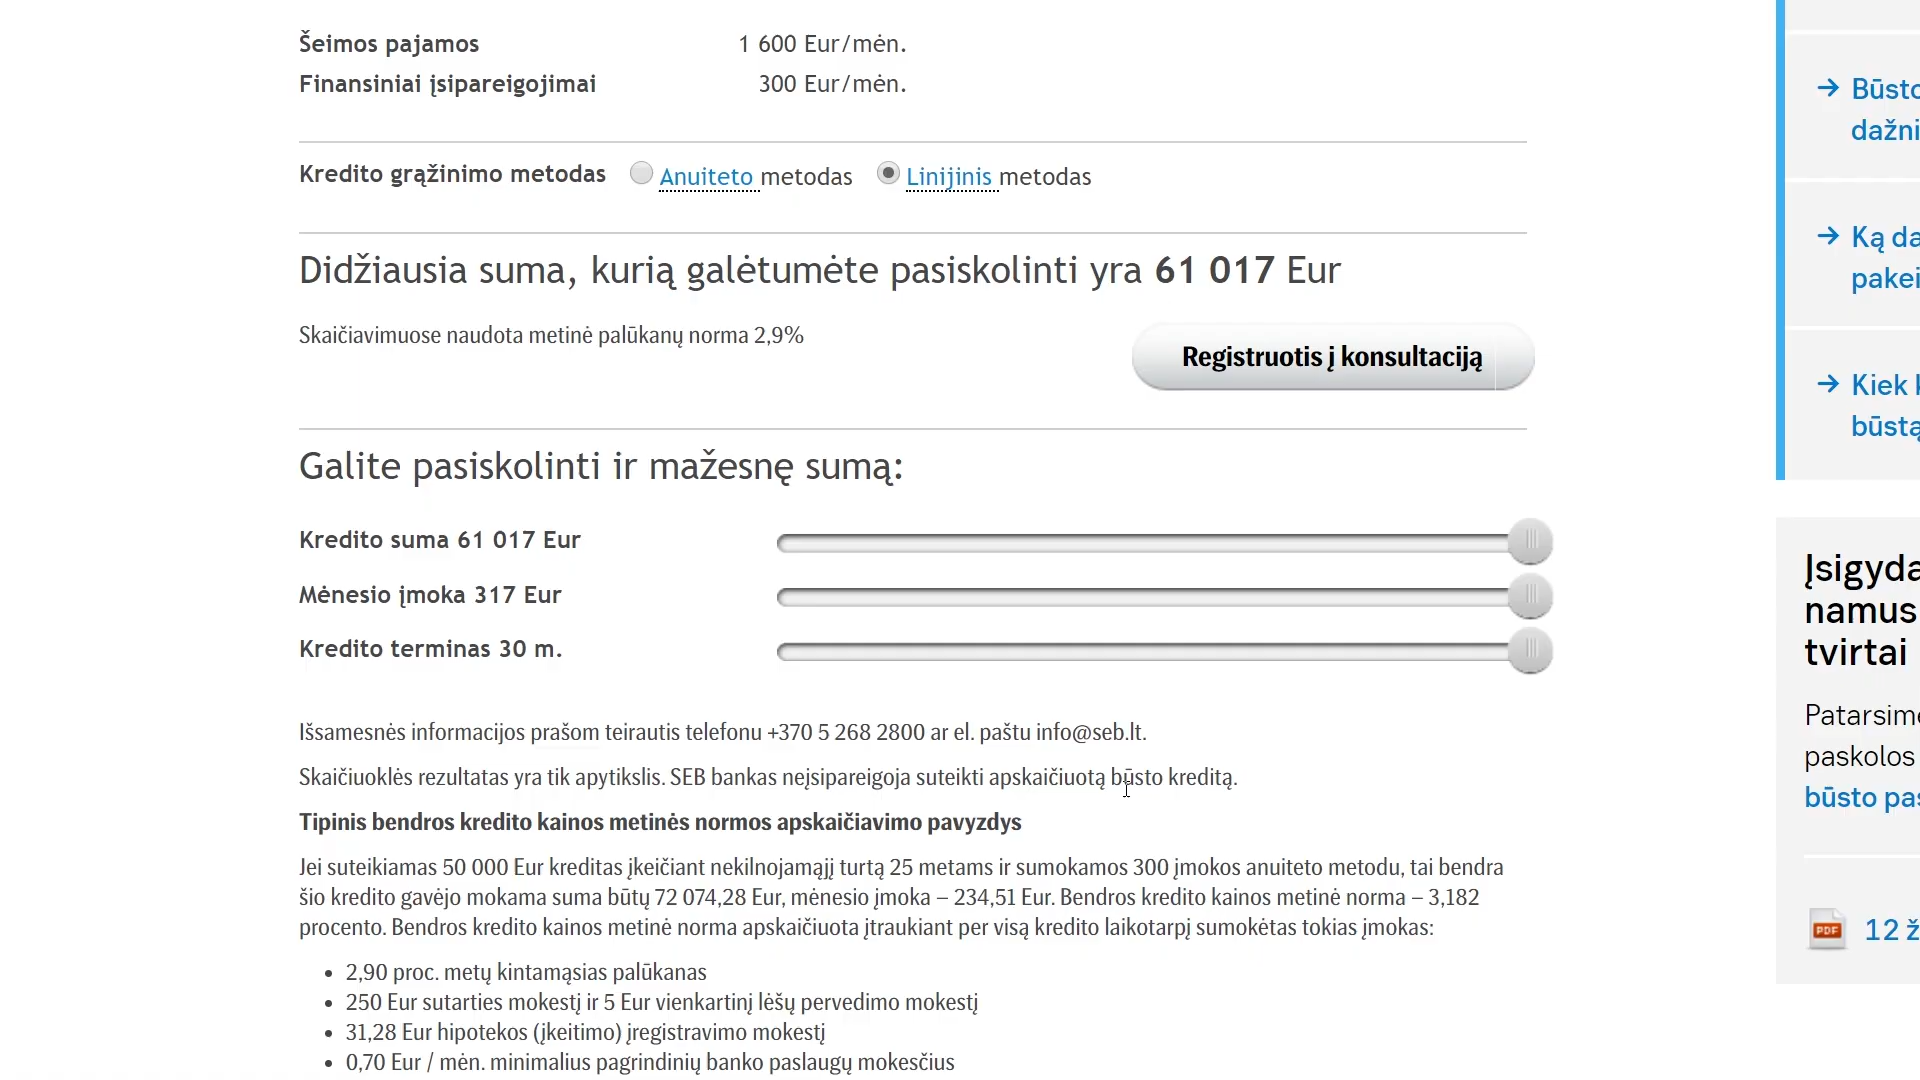 Šeimos pajamos 1 600 Eur/mėn.
Finansiniai įsipareigojimai 300 Eur/mėn.
Kredito grąžinimo metodas Anuiteto metodas Linijinis metodas
Didžiausia suma, kurią galėtumėte pasiskolinti yra 61 017 Eur
Skaičiavimuose naudota metinė palūkanų norma 2,9%
Registruotis į konsultaciją
Galite pasiskolinti ir mažesnę sumą:
Kredito suma 61 017 Eur
Mėnesio įmoka 317 Eur
Kredito terminas 30 m.
Išsamesnės informacijos prašom teirautis telefonu +370 5 268 2800 ar el. paštu info@seb.lt.
Skaičiuoklės rezultatas yra tik apytikslis. SEB bankas neįsipareigoja suteikti apskaičiuotą būsto kreditą.
Tipinis bendros kredito kainos metinės normos apskaičiavimo pavyzdys
Jei suteikiamas 50 000 Eur kreditas įkeičiant nekilnojamąjį turtą 25 metams ir sumokamos 300 įmokos anuiteto metodu, tai bendra
šio kredito gavėjo mokama suma būtų 72 074,28 Eur, mėnesio įmoka – 234,51 Eur. Bendros kredito kainos metinė norma – 3,182
procento. Bendros kredito kainos metinė norma apskaičiuota įtraukiant per visą kredito laikotarpį sumokėtas tokias įmokas:
• 2,90 proc. metų kintamąsias palūkanas
• 250 Eur sutarties mokestį ir 5 Eur vienkartinį lėšų pervedimo mokestį
• 31,28 Eur hipotekos (įkeitimo) įregistravimo mokestį
• 0,70 Eur / mėn. minimalius pagrindinių banko paslaugų mokesčius
→ Būsto
dažni
→ Ką da
pakei
→ Kiek
būstą
Įsigyda
namus
tvirtai
Patarsime
paskolos
būsto pas
PDF 12 ž